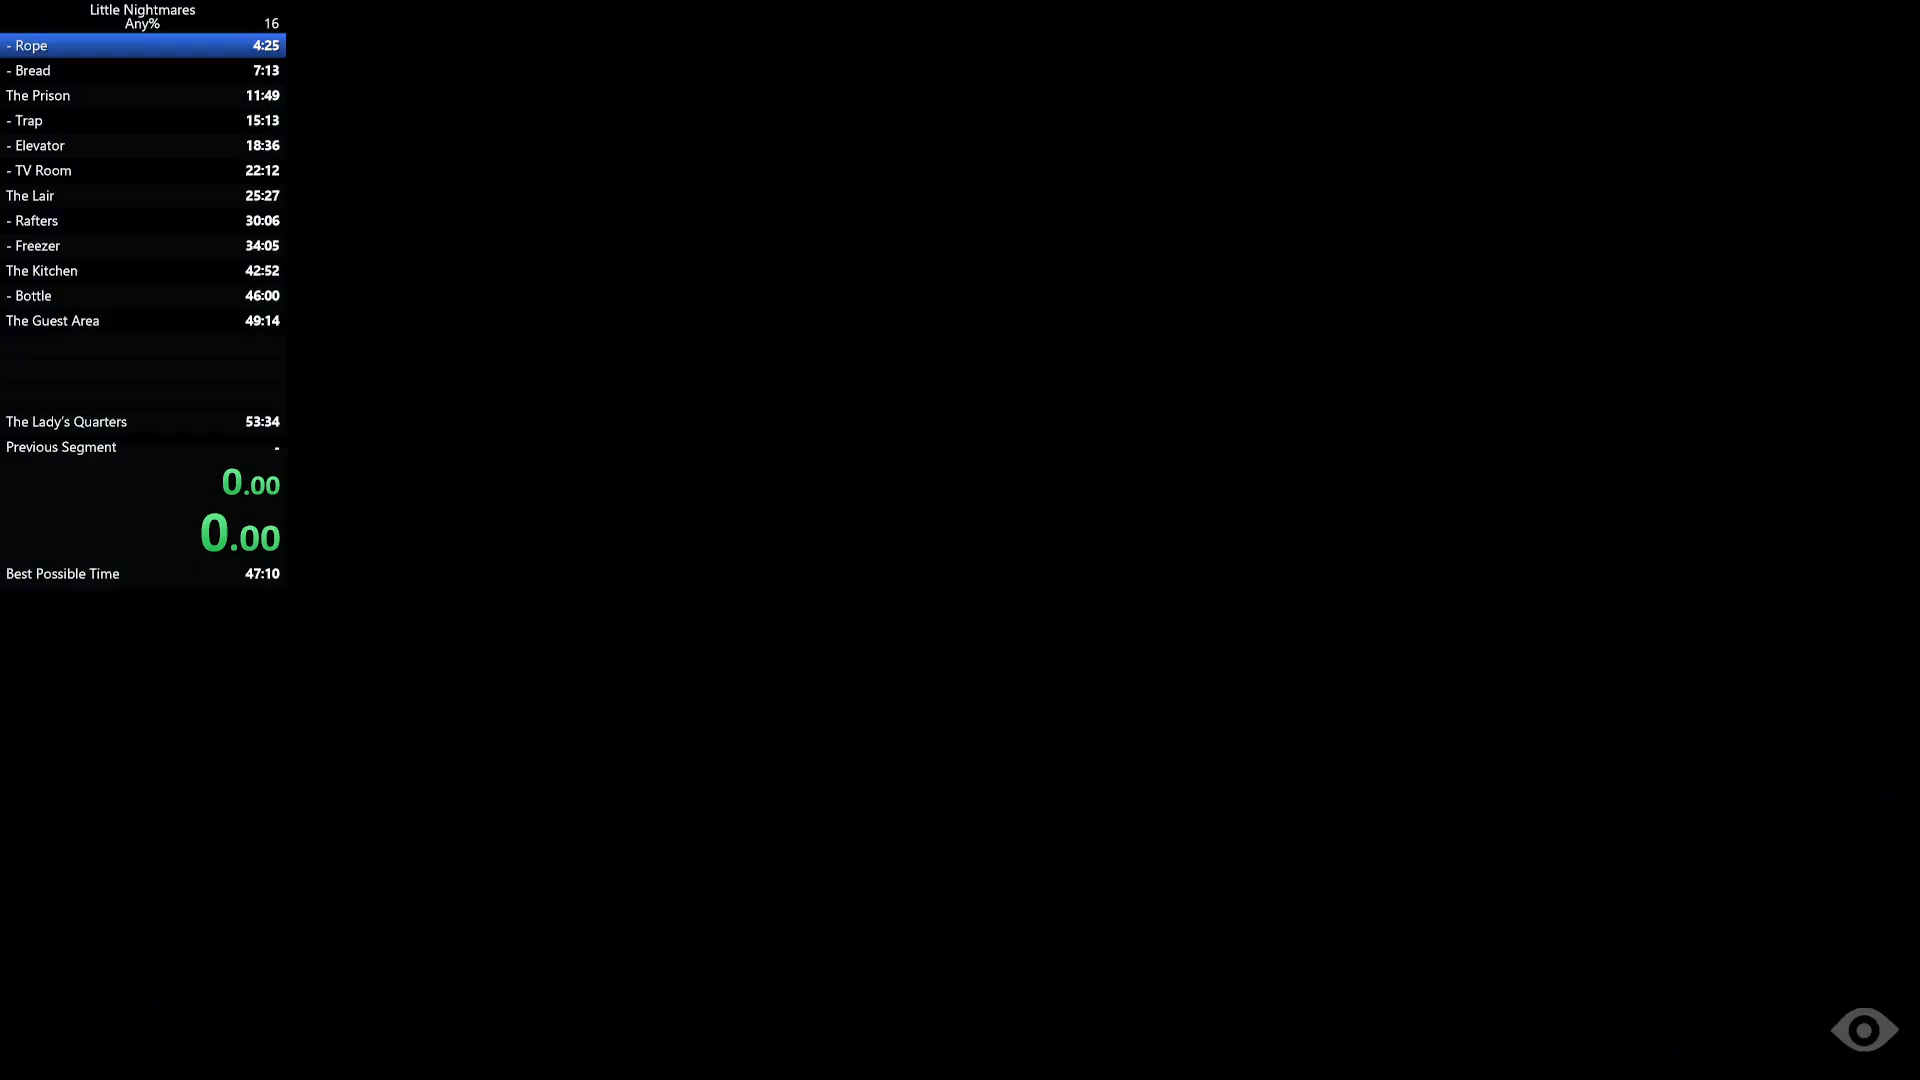 Little Nightmares
Any% 16
- Rope 4:25
- Bread 7:13
The Prison 11:49
- Trap 15:13
- Elevator 18:36
- TV Room 22:12
The Lair 25:27
- Rafters 30:06
- Freezer 34:05
The Kitchen 42:52
- Bottle 46:00
The Guest Area 49:14
The Lady's Quarters 53:34
Previous Segment -
0.00
0.00
Best Possible Time 47:10